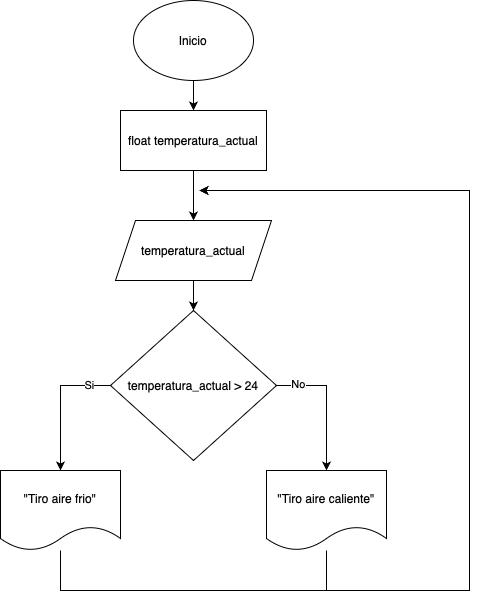 Inicio
float temperatura_actual
temperatura_actual
temperatura_actual > 24
Si
No
"Tiro aire frio"
"Tiro aire caliente"